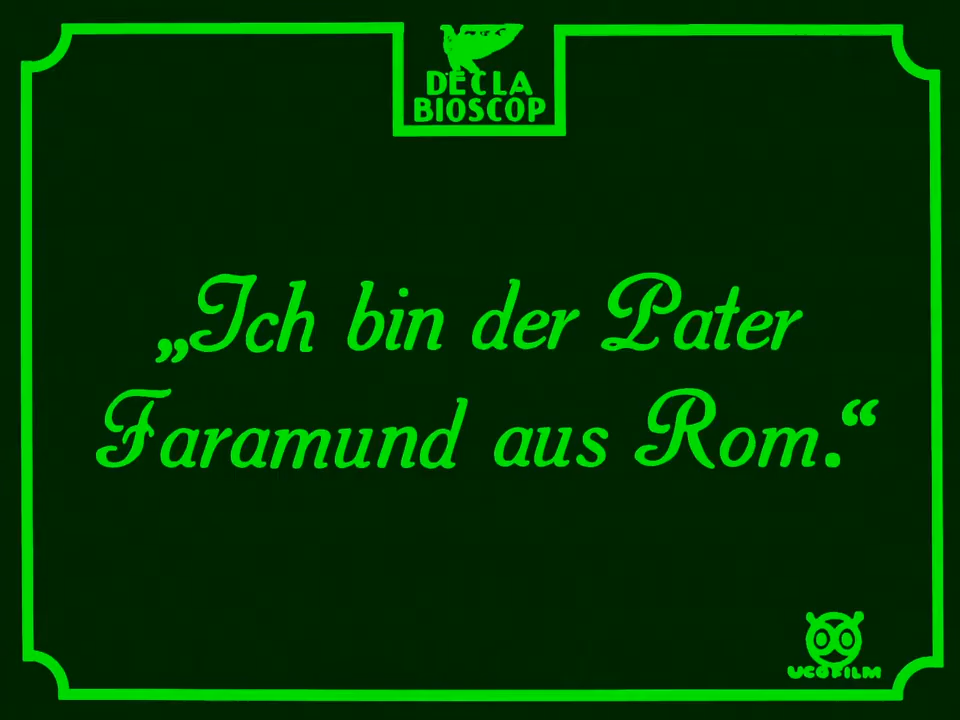 DECLA
BIOSCOP
„Ich bin der Pater
Faramund aus Rom.“
UCOFILM